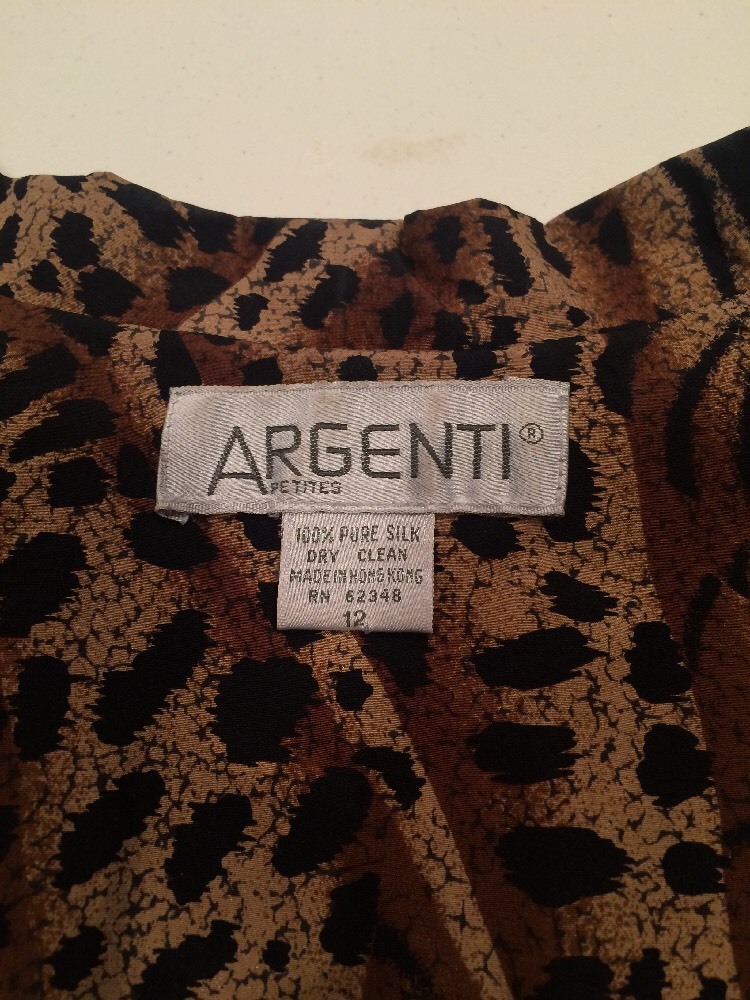 ARGENTI®
PETITES
100% PURE SILK
DRY CLEAN
MADE IN HONG KONG
RN 62348
12